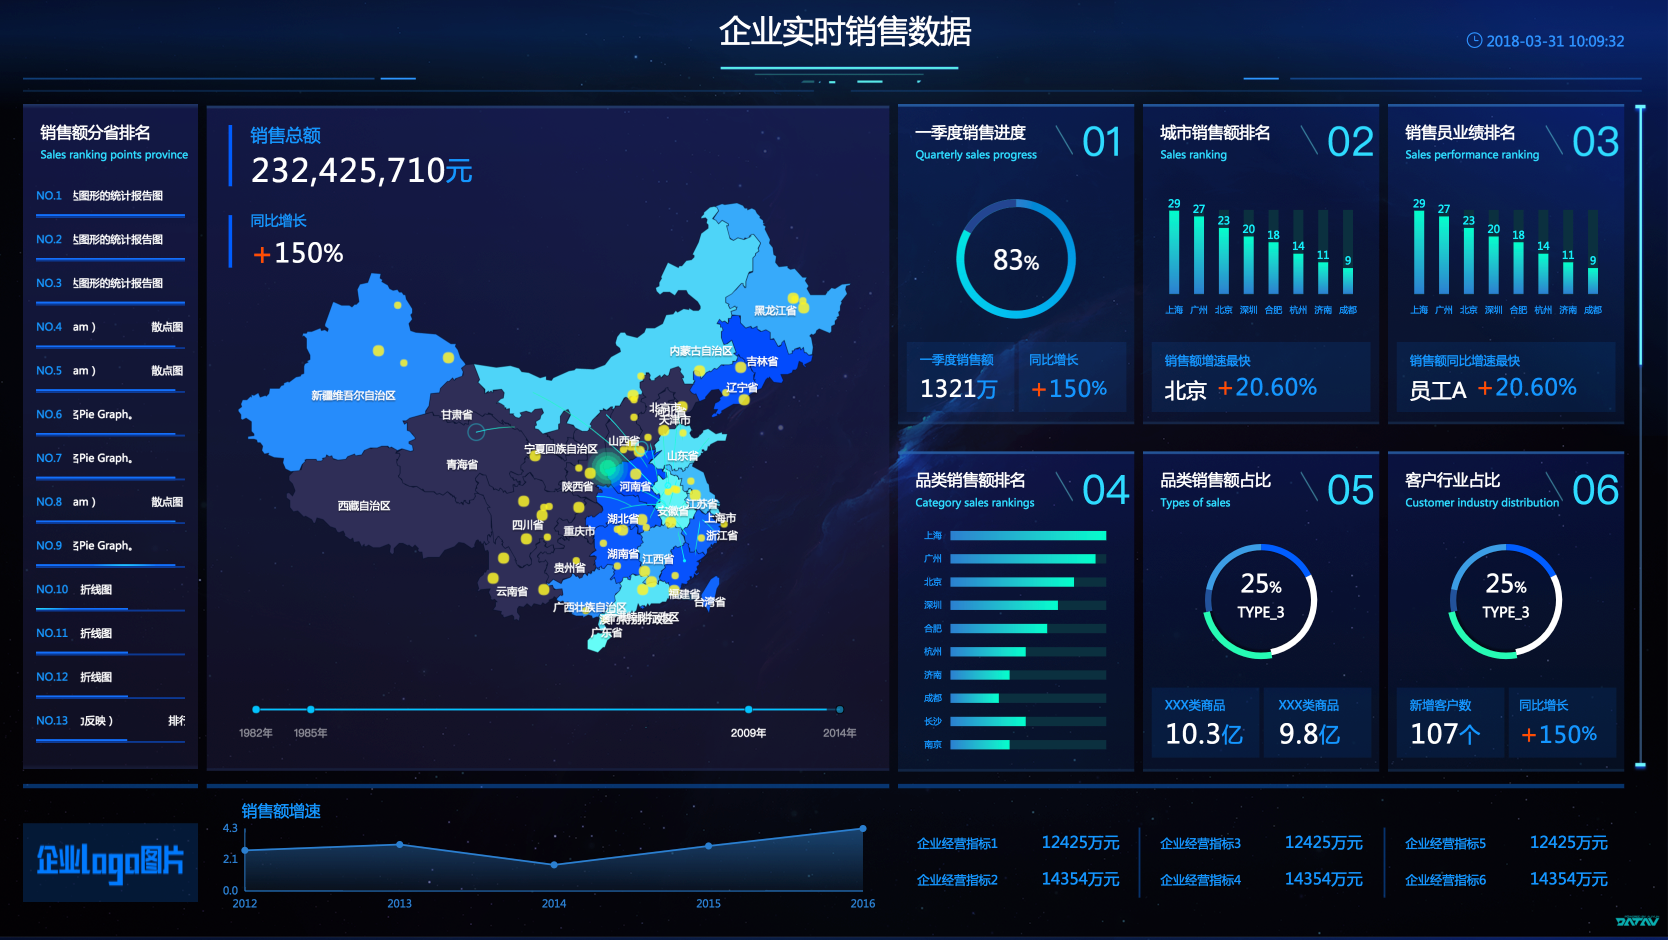 企业实时销售数据
2018-03-31 10:09:32
销售额分省排名
Sales ranking points province
NO.1 图形的统计报告图
NO.2 图形的统计报告图
NO.3 图形的统计报告图
NO.4 am ) 散点图
NO.5 am ) 散点图
NO.6 Pie Graph。
NO.7 Pie Graph。
NO.8 am ) 散点图
NO.9 Pie Graph。
NO.10 折线图
NO.11 折线图
NO.12 折线图
NO.13 反映 ) 排
销售总额
232,425,710元
同比增长
+150%
黑龙江省
内蒙古自治区
吉林省
辽宁省
新疆维吾尔自治区
北京市
甘肃省
天津市
山西省
宁夏回族自治区
山东省
青海省
陕西省
河南省
西藏自治区
江苏省
安徽省
四川省
湖北省
上海市
重庆市
浙江省
湖南省
江西省
贵州省
云南省
福建省
台湾省
广西壮族自治区
特别行政区
广东省
1982年
1985年
2009年
2014年
一季度销售进度
Quarterly sales progress
01
83%
一季度销售额
1321万
同比增长
+150%
城市销售额排名
Sales ranking
02
29 27 23 20 18 14 11 9
上海 广州 北京 深圳 合肥 杭州 济南 成都
销售额增速最快
北京 +20.60%
销售员业绩排名
Sales performance ranking
03
29 27 23 20 18 14 11 9
上海 广州 北京 深圳 合肥 杭州 济南 成都
销售额同比增速最快
员工A +20.60%
品类销售额排名
Category sales rankings
04
上海
广州
北京
深圳
合肥
杭州
济南
成都
长沙
南京
品类销售额占比
Types of sales
05
25%
TYPE_3
XXX类商品
10.3亿
XXX类商品
9.8亿
客户行业占比
Customer industry distribution
06
25%
TYPE_3
新增客户数
107个
同比增长
+150%
企业logo图片
销售额增速
4.3
2.1
0.0
2012 2013 2014 2015 2016
企业经营指标1 12425万元
企业经营指标2 14354万元
企业经营指标3 12425万元
企业经营指标4 14354万元
企业经营指标5 12425万元
企业经营指标6 14354万元
DATAV